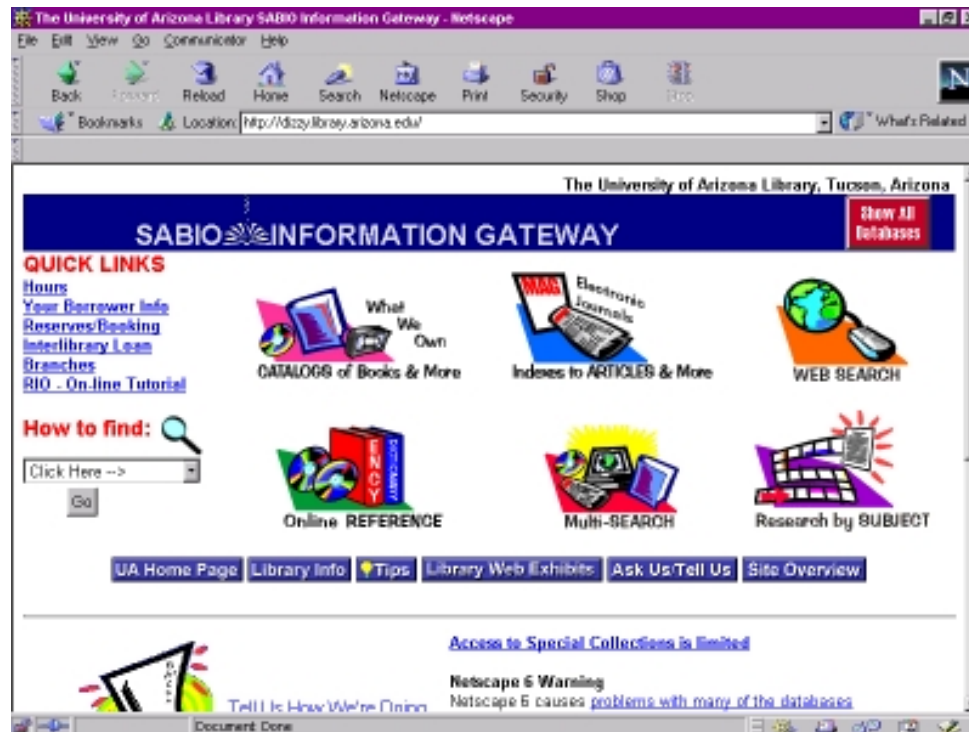 The University of Arizona Library SABIO Information Gateway - Netscape
File Edit View Go Communicator Help
Back Forward Reload Home Search Netscape Print Security Shop Stop
Bookmarks Location: http://dizzy.library.arizona.edu/ What's Related
The University of Arizona Library, Tucson, Arizona
SABIO INFORMATION GATEWAY
Show All
Databases
QUICK LINKS
Hours
Your Borrower Info
Reserves/Booking
Interlibrary Loan
Branches
RIO - On-line Tutorial
What
We
Own
CATALOGS of Books & More
MAG
Electronic
Journals
Indexes to ARTICLES & More
WEB SEARCH
How to find:
Click Here -->
Go
ENCY
DICTIONARY
Online REFERENCE
Multi-SEARCH
Research by SUBJECT
UA Home Page Library Info Tips Library Web Exhibits Ask Us/Tell Us Site Overview
Access to Special Collections is limited
Netscape 6 Warning
Netscape 6 causes problems with many of the databases
Tell Us How We're Doing
Document Done